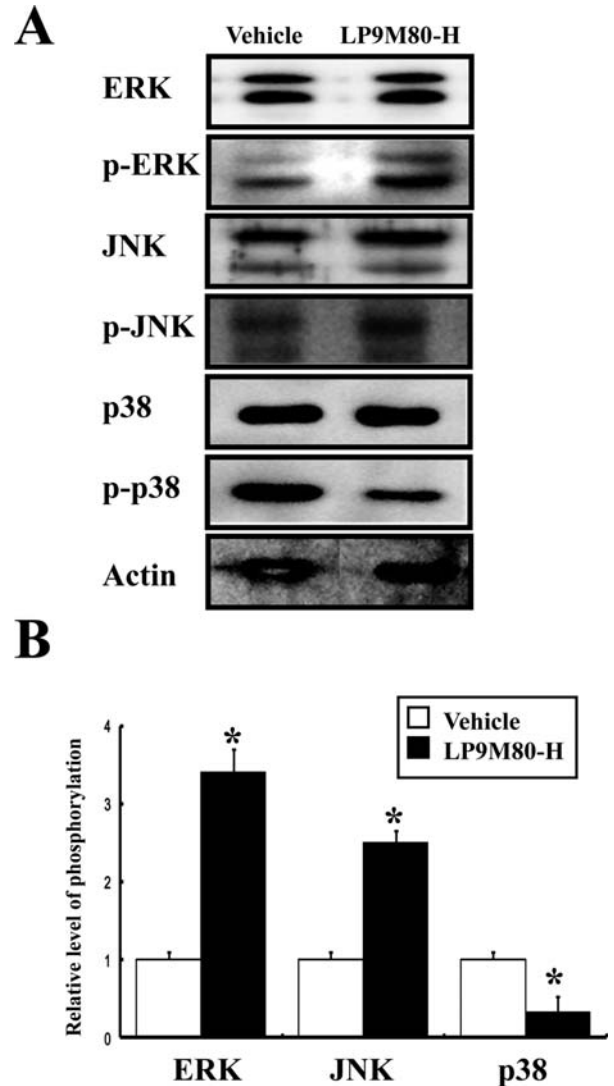 A
Vehicle LP9M80-H
ERK
p-ERK
JNK
p-JNK
p38
p-p38
Actin
B
Vehicle
LP9M80-H
Relative level of phosphorylation
4
3
2
1
0
*
*
*
ERK JNK p38